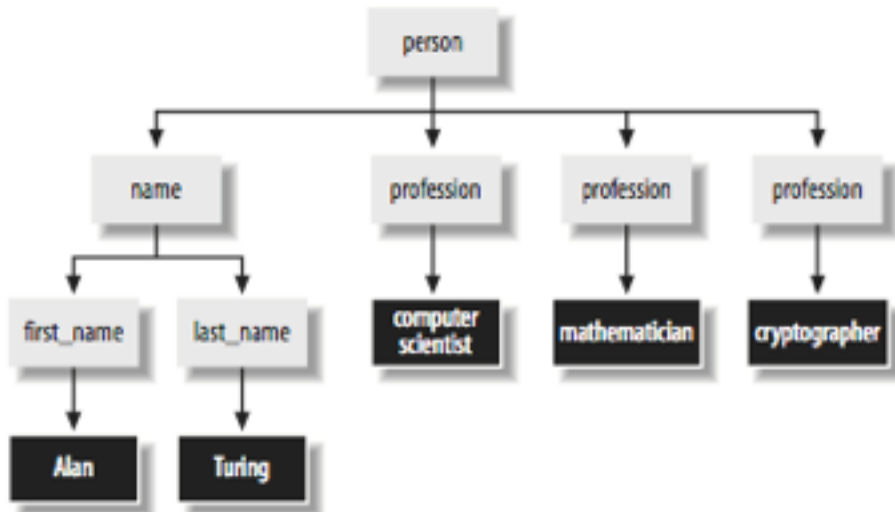 person
name
profession
profession
profession
first_name
last_name
computer
scientist
mathematician
cryptographer
Alan
Turing